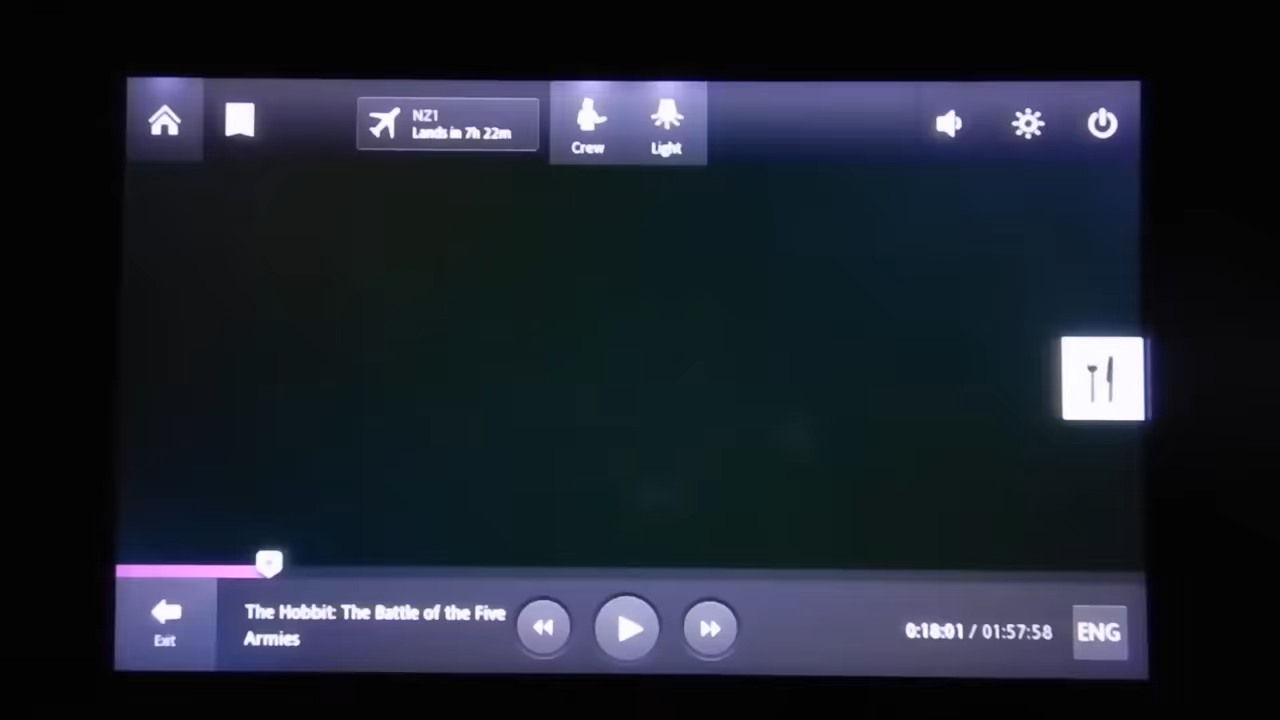 NZ1
Lands in 7h 22m
Crew
Light
Exit
The Hobbit: The Battle of the Five
Armies
0:18:01 / 01:57:58
ENG